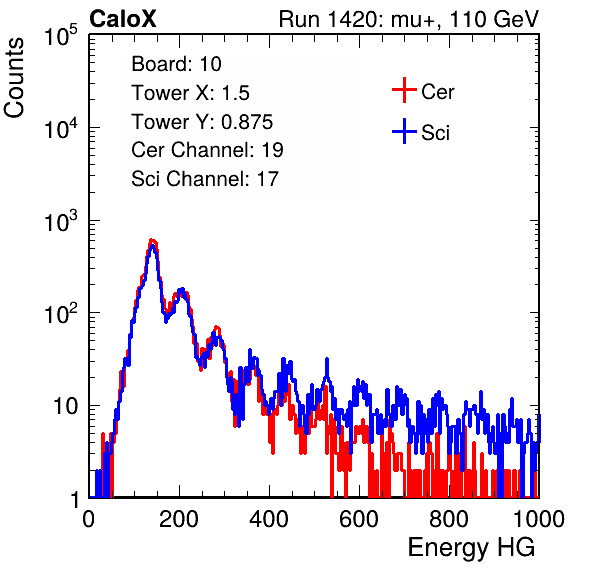 CaloX Run 1420: mu+, 110 GeV
Counts
Board: 10
Tower X: 1.5
Tower Y: 0.875
Cer Channel: 19
Sci Channel: 17
Cer
Sci
10^5
10^4
10^3
10^2
10
1
0 200 400 600 800 1000
Energy HG